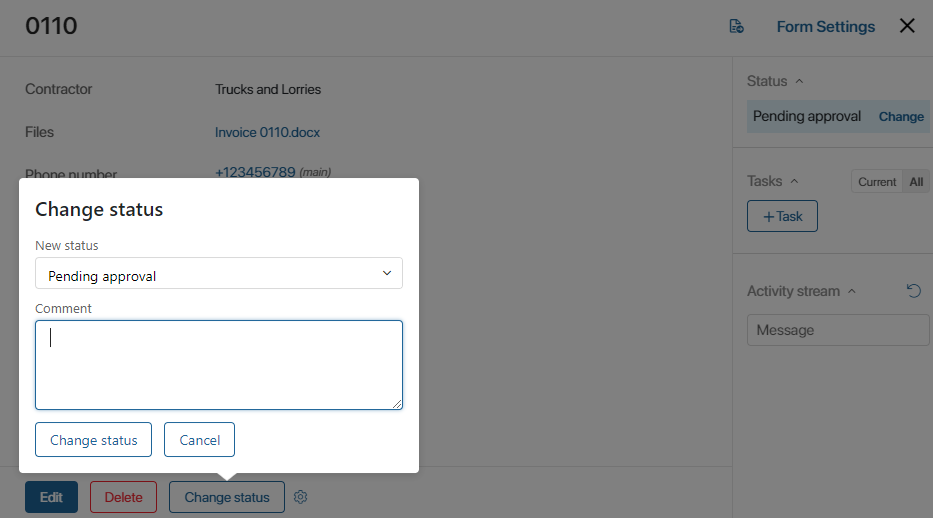 0110
Form Settings
Contractor
Trucks and Lorries
Files
Invoice 0110.docx
Phone number
+123456789 (main)
Change status
New status
Pending approval
Comment
Change status
Cancel
Edit
Delete
Change status
Status
Pending approval
Change
Tasks
Current
All
+Task
Activity stream
Message